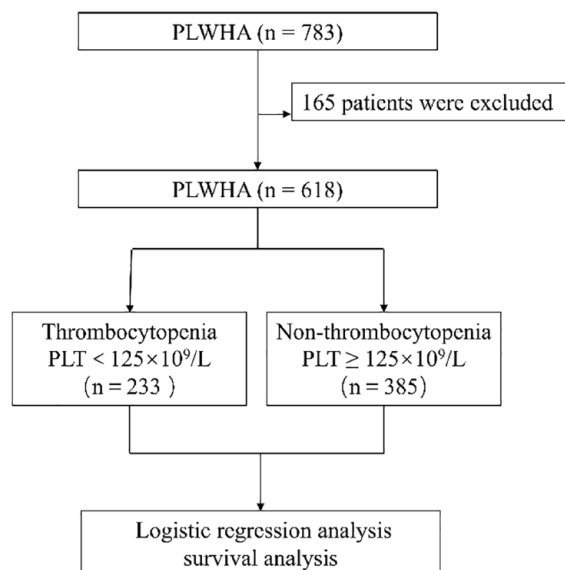 PLWHA (n = 783)
165 patients were excluded
PLWHA (n = 618)
Thrombocytopenia
PLT < 125×10⁹/L
(n = 233 )
Non-thrombocytopenia
PLT ≥ 125×10⁹/L
(n = 385)
Logistic regression analysis
survival analysis